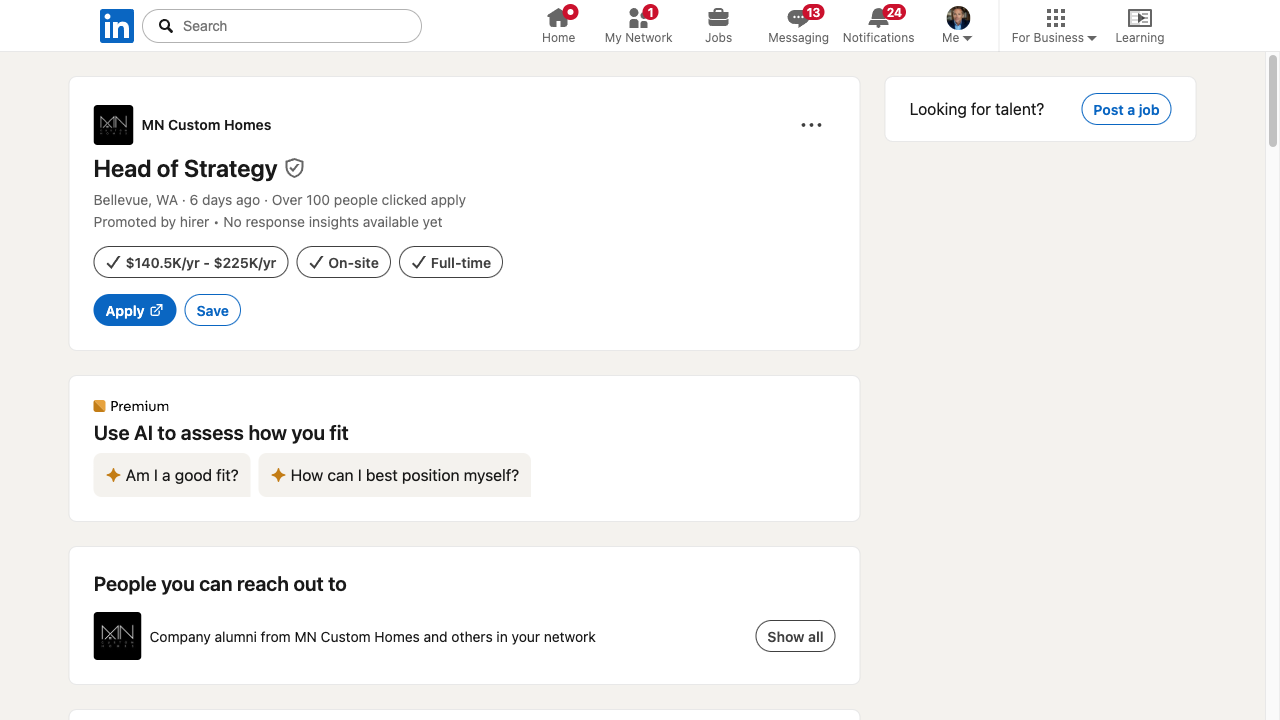 in
Search
Home
1
My Network
Jobs
13
Messaging
24
Notifications
Me
For Business
Learning
MN Custom Homes
Head of Strategy
Bellevue, WA · 6 days ago · Over 100 people clicked apply
Promoted by hirer • No response insights available yet
$140.5K/yr - $225K/yr
On-site
Full-time
Apply
Save
Looking for talent?
Post a job
Premium
Use AI to assess how you fit
Am I a good fit?
How can I best position myself?
People you can reach out to
MN
CUSTOM
HOMES
Company alumni from MN Custom Homes and others in your network
Show all